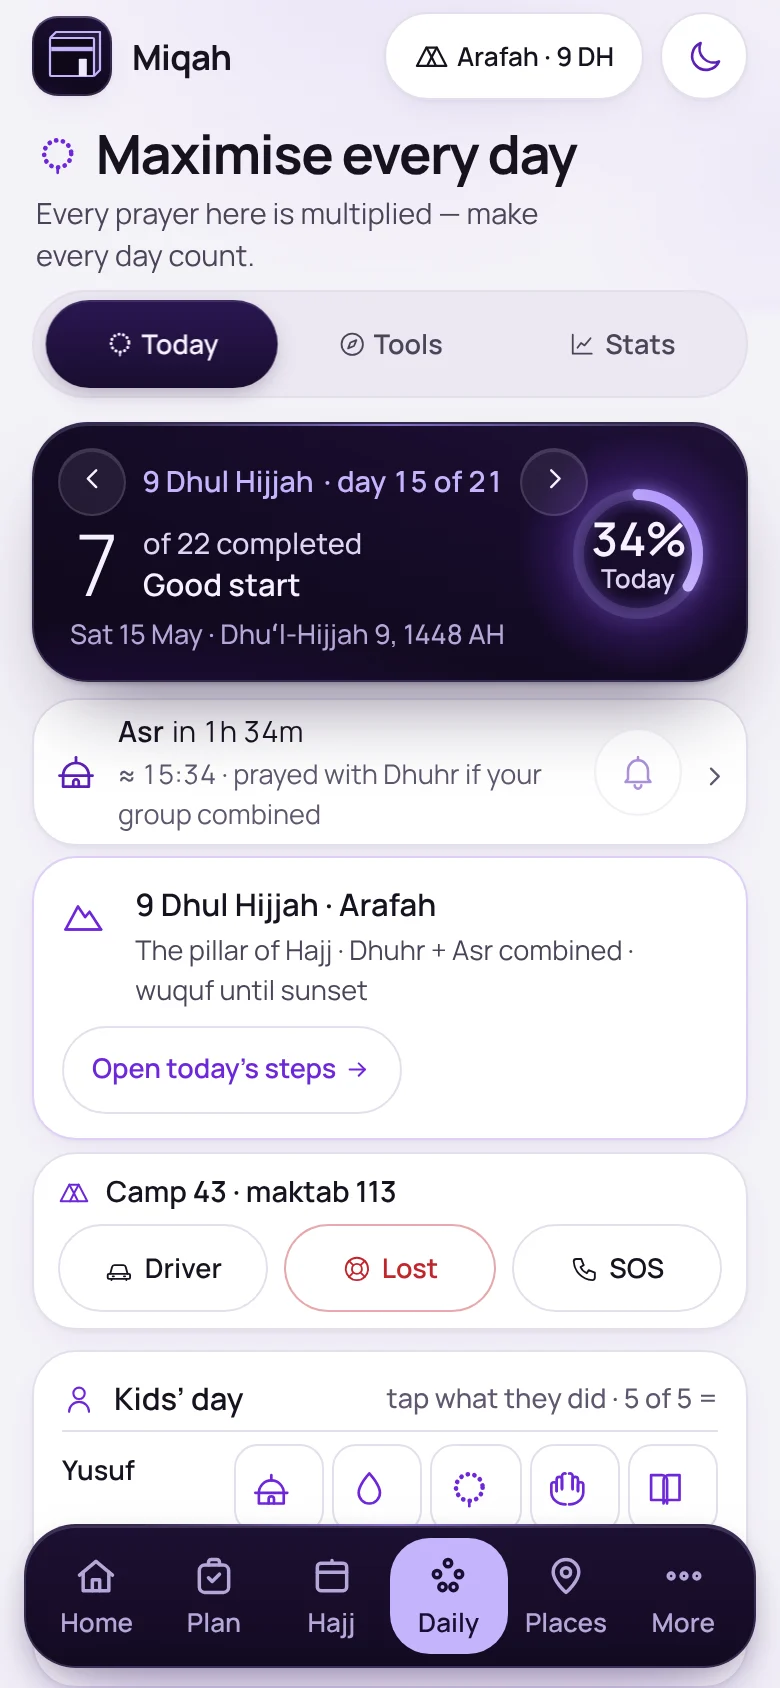 Miqah
Arafah · 9 DH
Maximise every day
Every prayer here is multiplied — make
every day count.
Today
Tools
Stats
9 Dhul Hijjah · day 15 of 21
7
of 22 completed
Good start
34%
Today
Sat 15 May · Dhuʻl-Hijjah 9, 1448 AH
Asr in 1h 34m
≈ 15:34 · prayed with Dhuhr if your
group combined
9 Dhul Hijjah · Arafah
The pillar of Hajj · Dhuhr + Asr combined ·
wuquf until sunset
Open today’s steps →
Camp 43 · maktab 113
Driver
Lost
SOS
Kids’ day
tap what they did · 5 of 5 =
Yusuf
Home
Plan
Hajj
Daily
Places
More